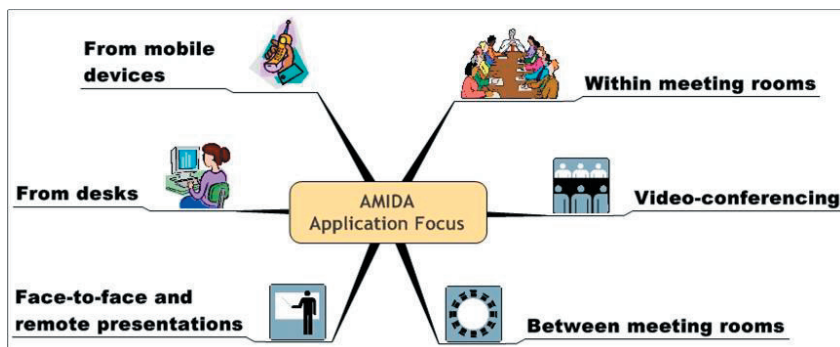 From mobile
devices
Within meeting rooms
From desks
AMIDA
Application Focus
Video-conferencing
Face-to-face and
remote presentations
Between meeting rooms